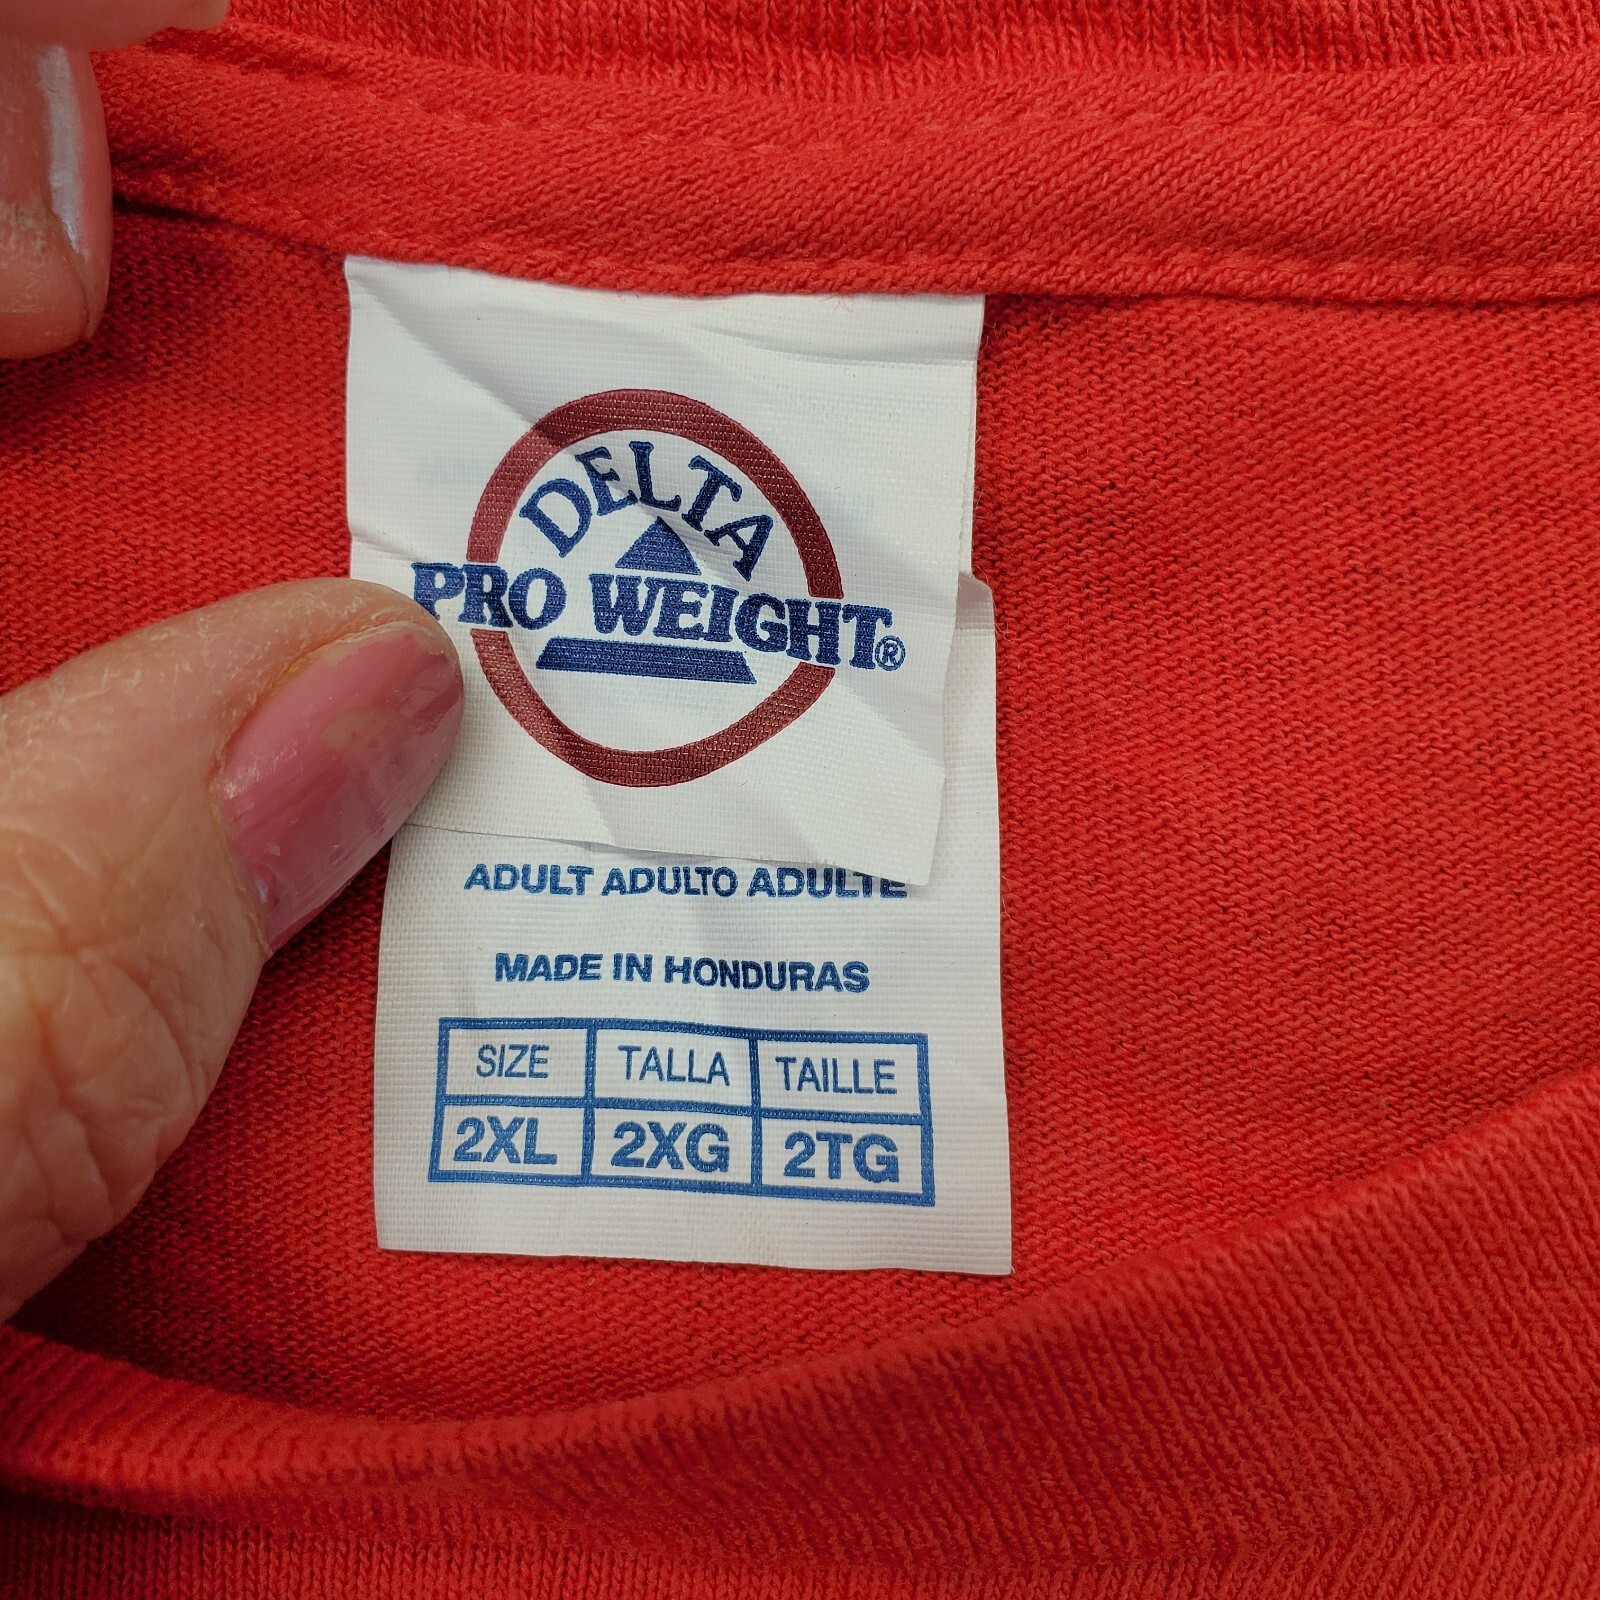 DELTA
PRO WEIGHT®
ADULT ADULTO ADULTE
MADE IN HONDURAS
SIZE TALLA TAILLE
2XL 2XG 2TG